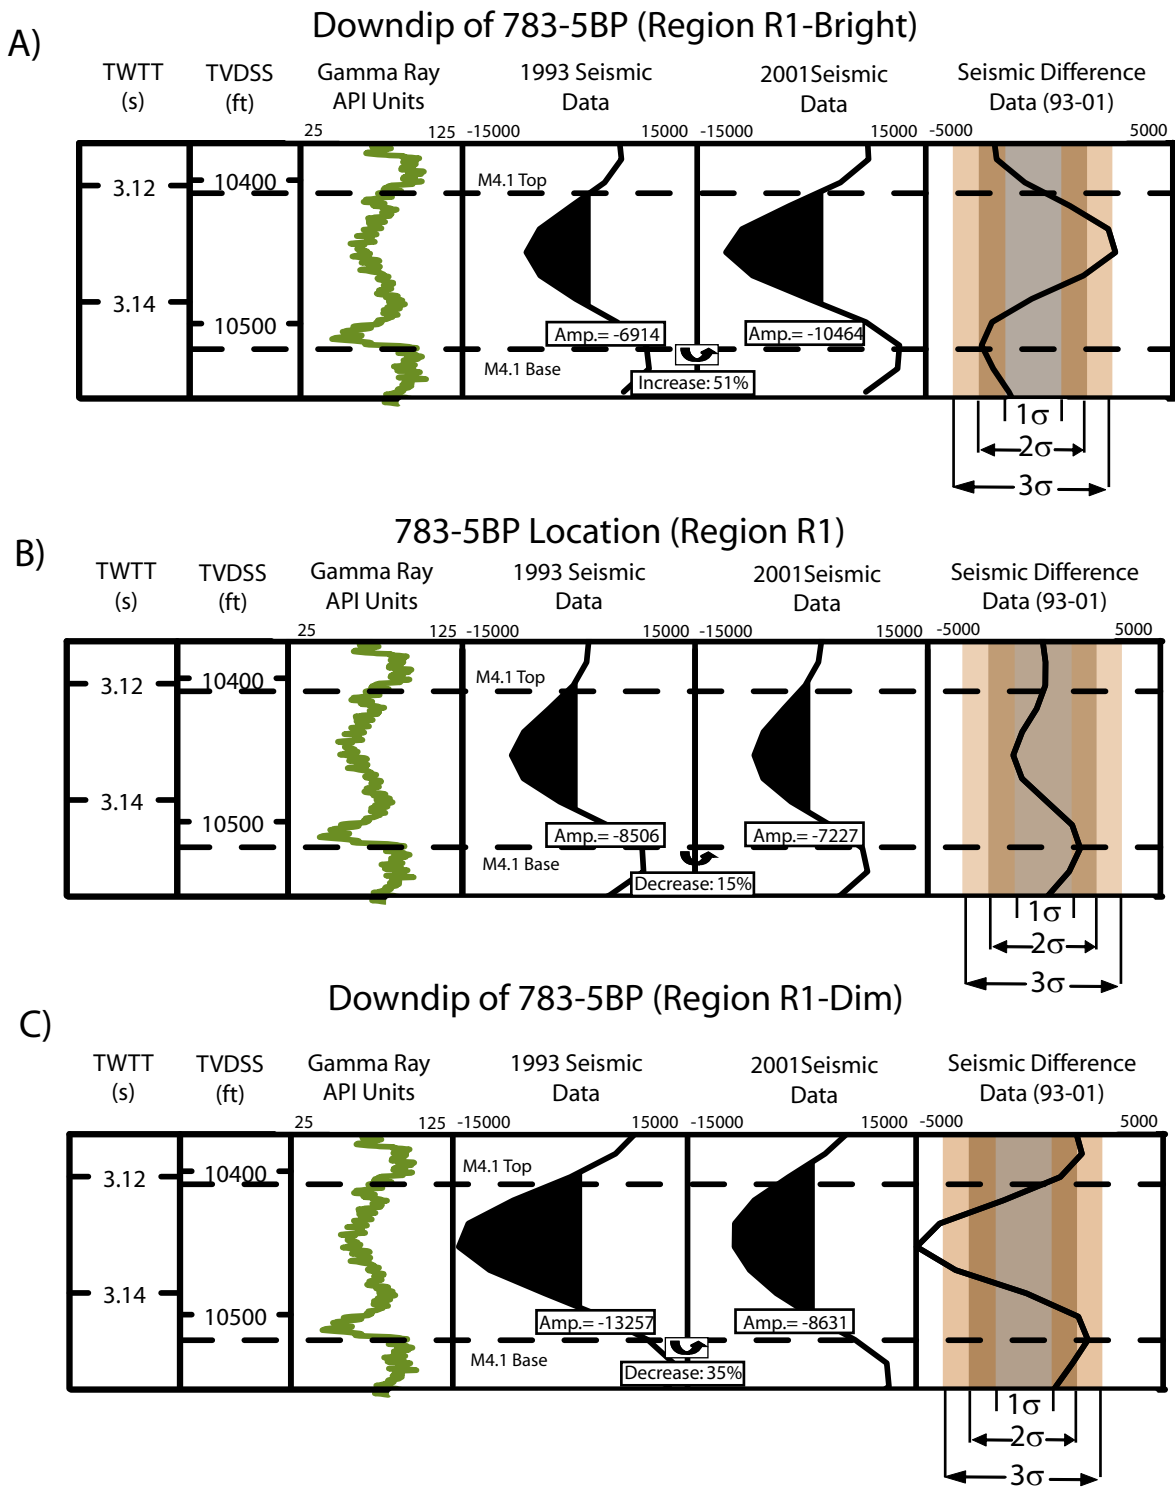 A)
Downdip of 783-5BP (Region R1-Bright)
TWTT (s)
TVDSS (ft)
Gamma Ray API Units
1993 Seismic Data
2001Seismic Data
Seismic Difference Data (93-01)
25 125 -15000 15000 -15000 15000 -5000 5000
3.12
10400
M4.1 Top
3.14
10500
Amp.= -6914
Amp.= -10464
M4.1 Base
Increase: 51%
1σ
2σ
3σ
B)
783-5BP Location (Region R1)
TWTT (s)
TVDSS (ft)
Gamma Ray API Units
1993 Seismic Data
2001Seismic Data
Seismic Difference Data (93-01)
25 125 -15000 15000 -15000 15000 -5000 5000
3.12
10400
M4.1 Top
3.14
10500
Amp.= -8506
Amp.= -7227
M4.1 Base
Decrease: 15%
1σ
2σ
3σ
C)
Downdip of 783-5BP (Region R1-Dim)
TWTT (s)
TVDSS (ft)
Gamma Ray API Units
1993 Seismic Data
2001Seismic Data
Seismic Difference Data (93-01)
25 125 -15000 15000 -15000 15000 -5000 5000
3.12
10400
M4.1 Top
3.14
10500
Amp.= -13257
Amp.= -8631
M4.1 Base
Decrease: 35%
1σ
2σ
3σ